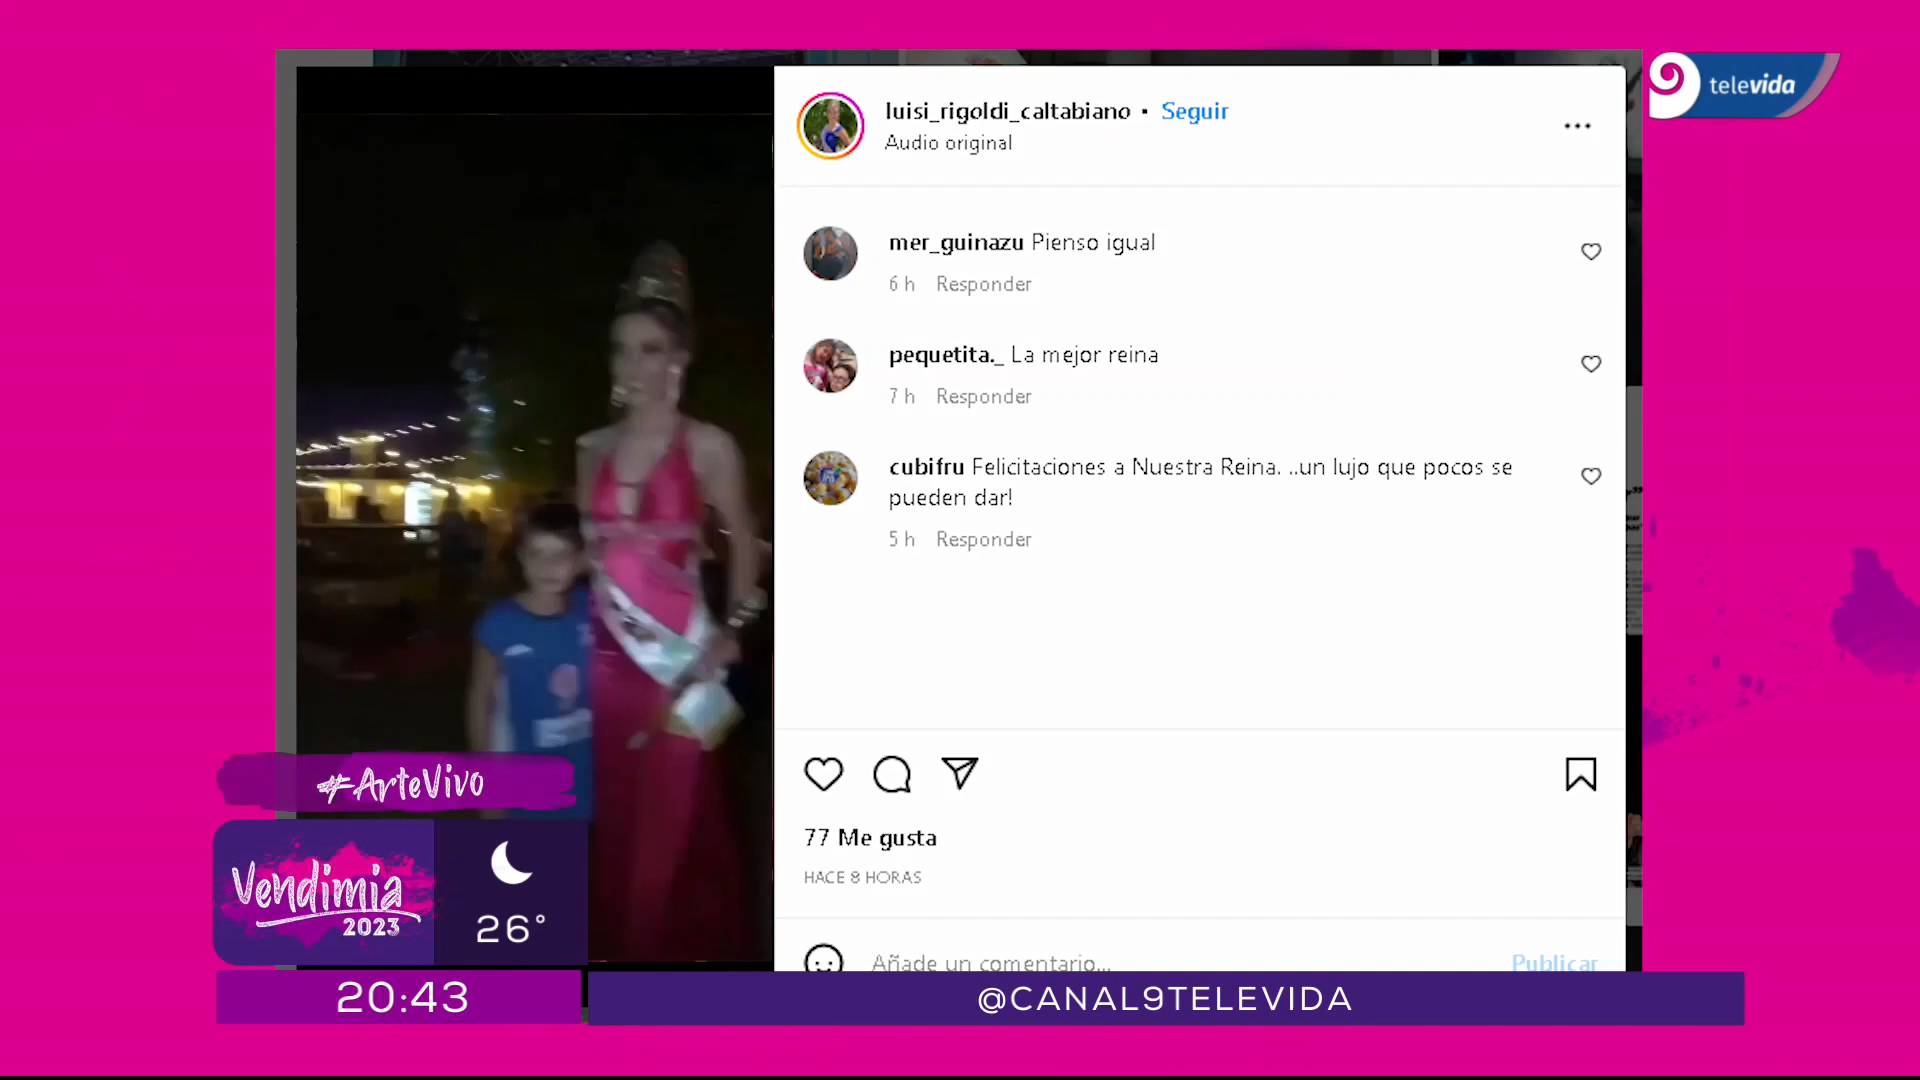 televida
luisi_rigoldi_caltabiano • Seguir
Audio original
mer_guinazu Pienso igual
6 h Responder
pequetita._ La mejor reina
7 h Responder
cubifru Felicitaciones a Nuestra Reina. ..un lujo que pocos se
pueden dar!
5 h Responder
77 Me gusta
HACE 8 HORAS
Añade un comentario...
Publicar
#ArteVivo
Vendimia
2023
26°
20:43
@CANAL9TELEVIDA